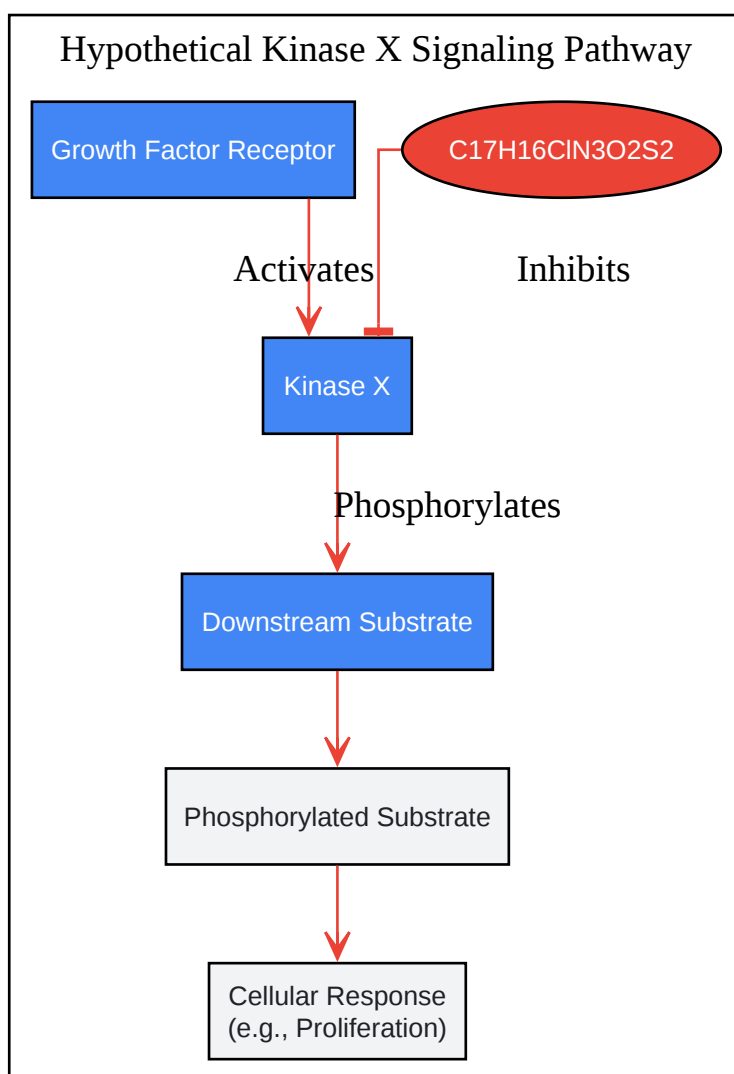 Hypothetical Kinase X Signaling Pathway
Growth Factor Receptor
C17H16ClN3O2S2
Activates
Inhibits
Kinase X
Phosphorylates
Downstream Substrate
Phosphorylated Substrate
Cellular Response
(e.g., Proliferation)